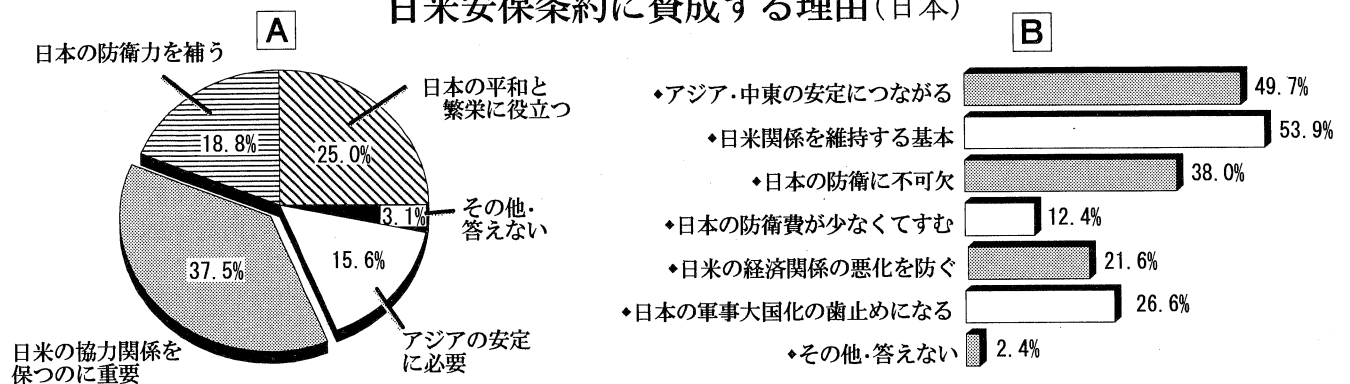 日米安保条約に賛成する理由(日本)
A
日本の防衛力を補う
日本の平和と
繁栄に役立つ
18.8%
25.0%
3.1%
その他・
答えない
15.6%
37.5%
アジアの安定
に必要
日米の協力関係を
保つのに重要
B
◆アジア・中東の安定につながる 49.7%
◆日米関係を維持する基本 53.9%
◆日本の防衛に不可欠 38.0%
◆日本の防衛費が少なくてすむ 12.4%
◆日米の経済関係の悪化を防ぐ 21.6%
◆日本の軍事大国化の歯止めになる 26.6%
◆その他・答えない 2.4%